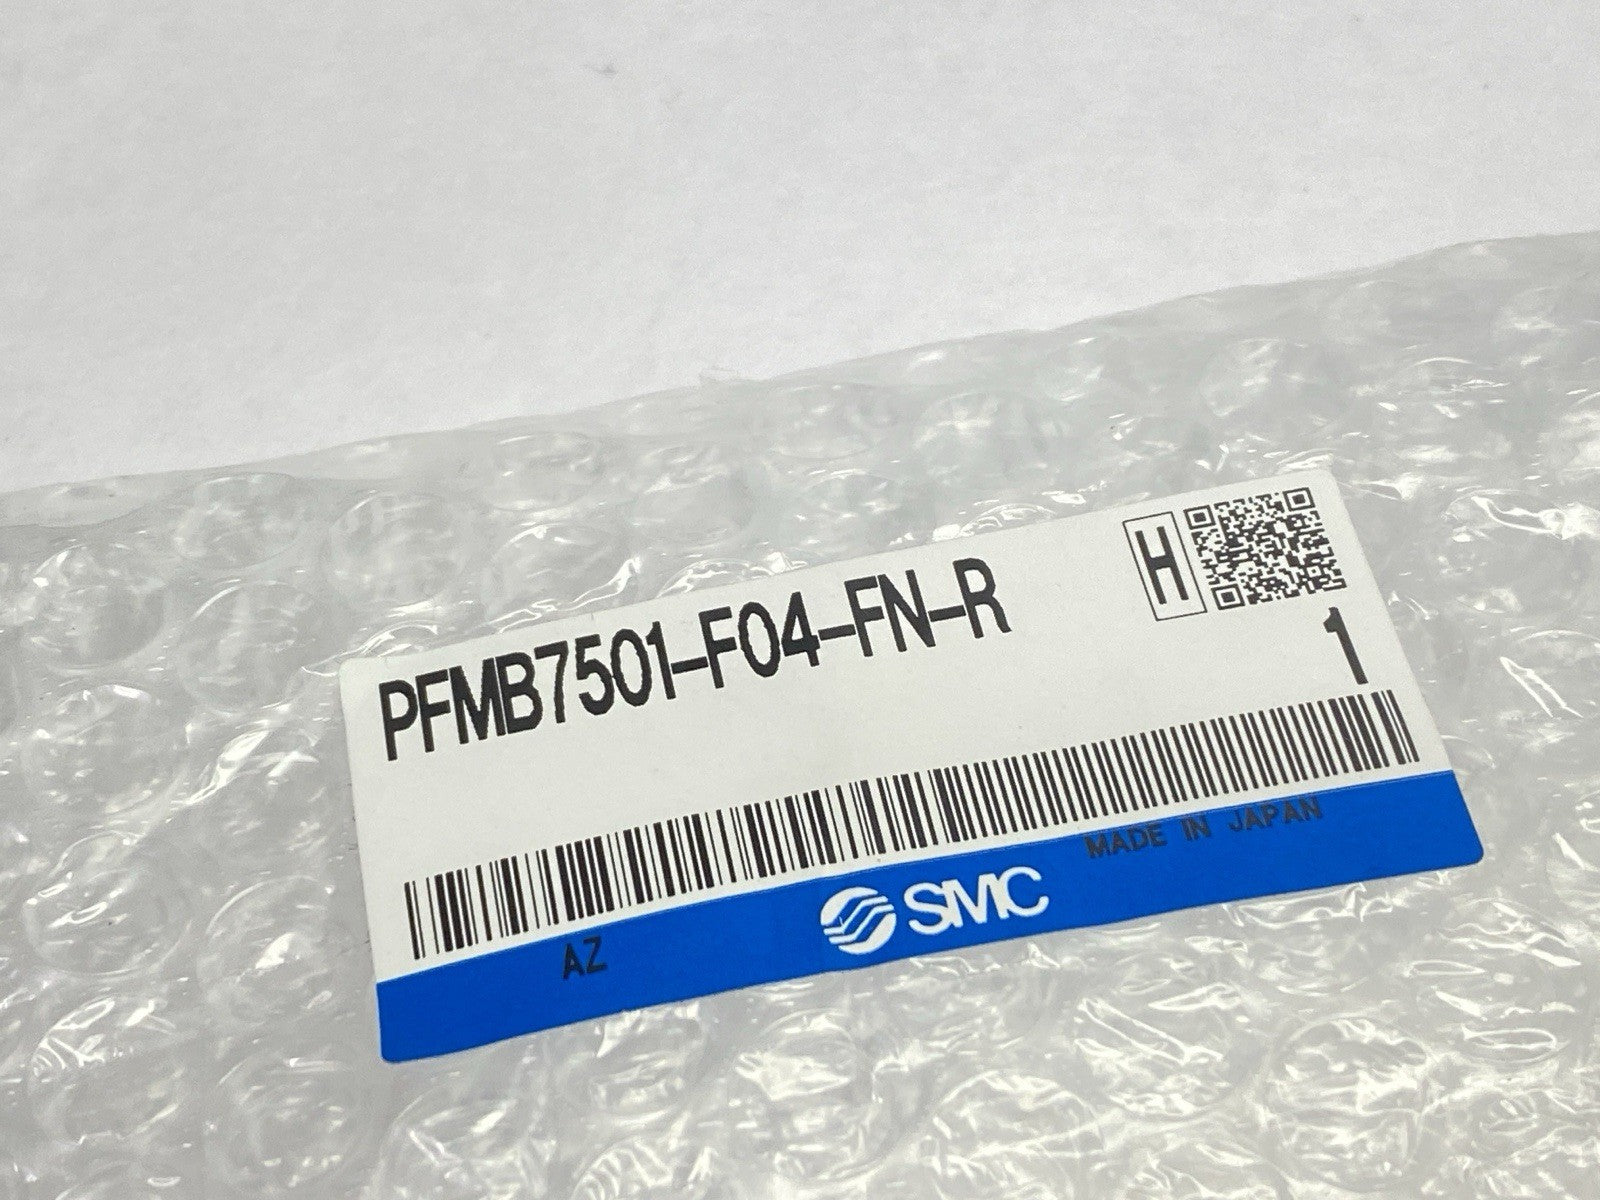 PFMB7501-F04-FN-R
H
1
MADE IN JAPAN
AZ
SMC